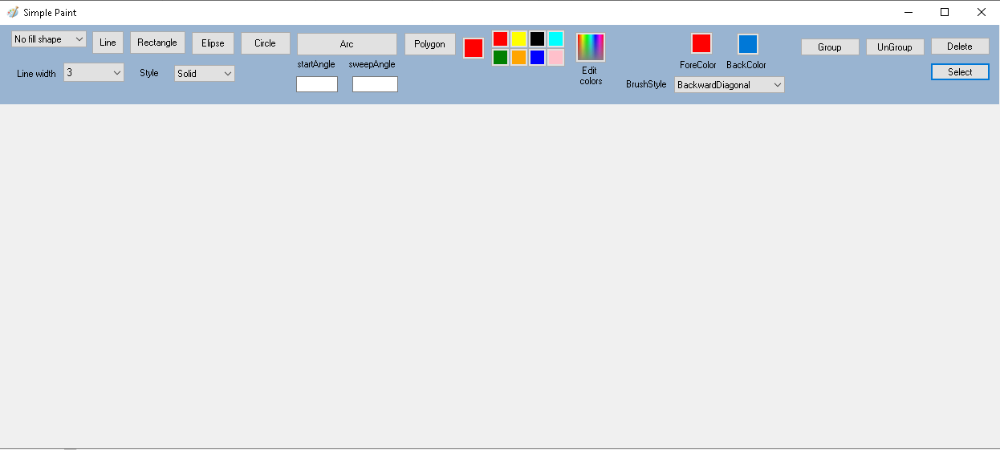 Simple Paint
No fill shape
Line
Rectangle
Elipse
Circle
Arc
Polygon
Group
UnGroup
Delete
startAngle
sweepAngle
ForeColor
BackColor
Line width
3
Style
Solid
Edit
colors
Select
BrushStyle
BackwardDiagonal